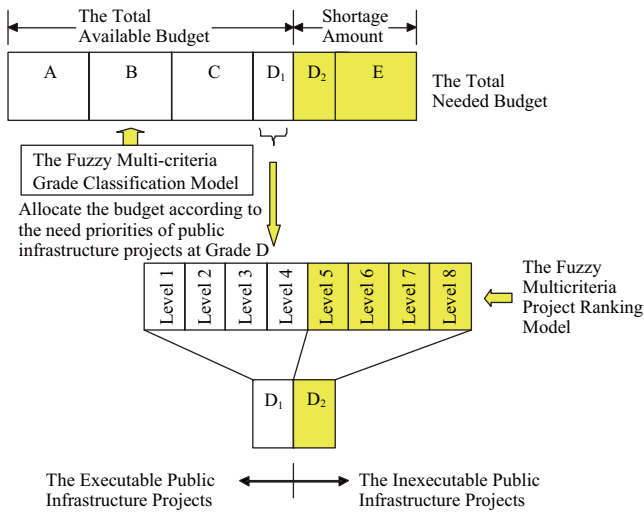 The Total
Available Budget
Shortage
Amount
A
B
C
D₁
D₂
E
The Total
Needed Budget
The Fuzzy Multi-criteria
Grade Classification Model
Allocate the budget according to
the need priorities of public
infrastructure projects at Grade D
Level 1
Level 2
Level 3
Level 4
Level 5
Level 6
Level 7
Level 8
The Fuzzy
Multicriteria
Project Ranking
Model
D₁
D₂
The Executable Public
Infrastructure Projects
The Inexecutable Public
Infrastructure Projects